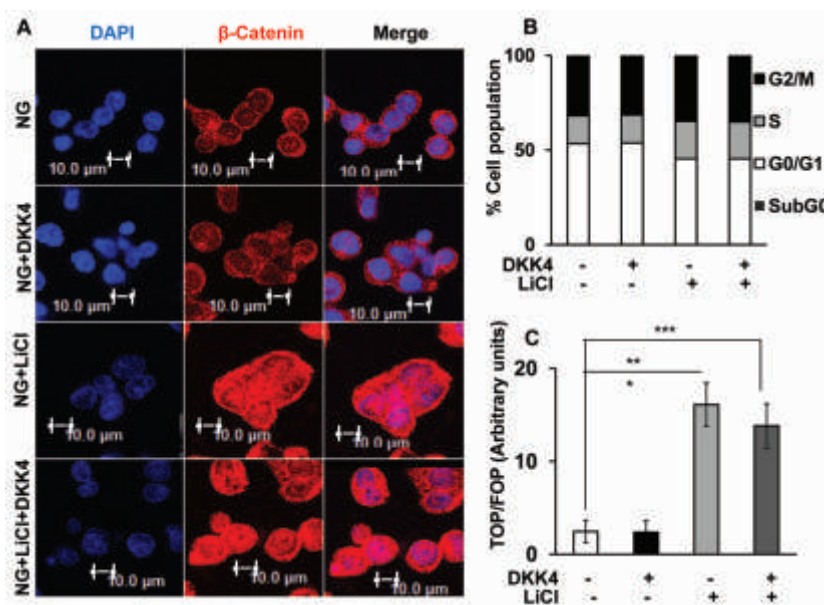 A
DAPI
β-Catenin
Merge
NG
10.0 µm
10.0 µm
10.0 µm
NG+DKK4
10.0 µm
10.0 µm
10.0 µm
NG+LiCl
10.0 µm
10.0 µm
10.0 µm
NG+LiCl+DKK4
10.0 µm
10.0 µm
10.0 µm
B
% Cell population
100
50
0
G2/M
S
G0/G1
SubG0
DKK4 - + - +
LiCl - - + +
C
TOP/FOP (Arbitrary units)
20
10
0
***
**
*
DKK4 - + - +
LiCl - - + +